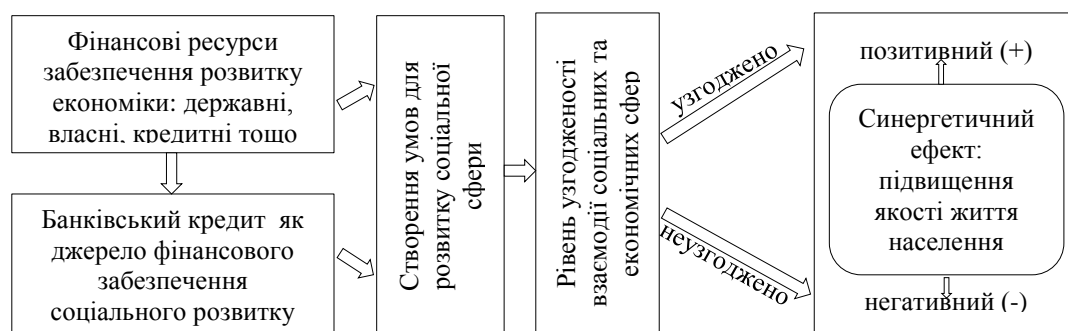 Фінансові ресурси
забезпечення розвитку
економіки: державні,
власні, кредитні тощо
Банківський кредит як
джерело фінансового
забезпечення
соціального розвитку
Створення умов для
розвитку соціальної
сфери
Рівень узгодженості
взаємодії соціальних та
економічних сфер
узгоджено
неузгоджено
позитивний (+)
Синергетичний
ефект:
підвищення
якості життя
населення
негативний (-)